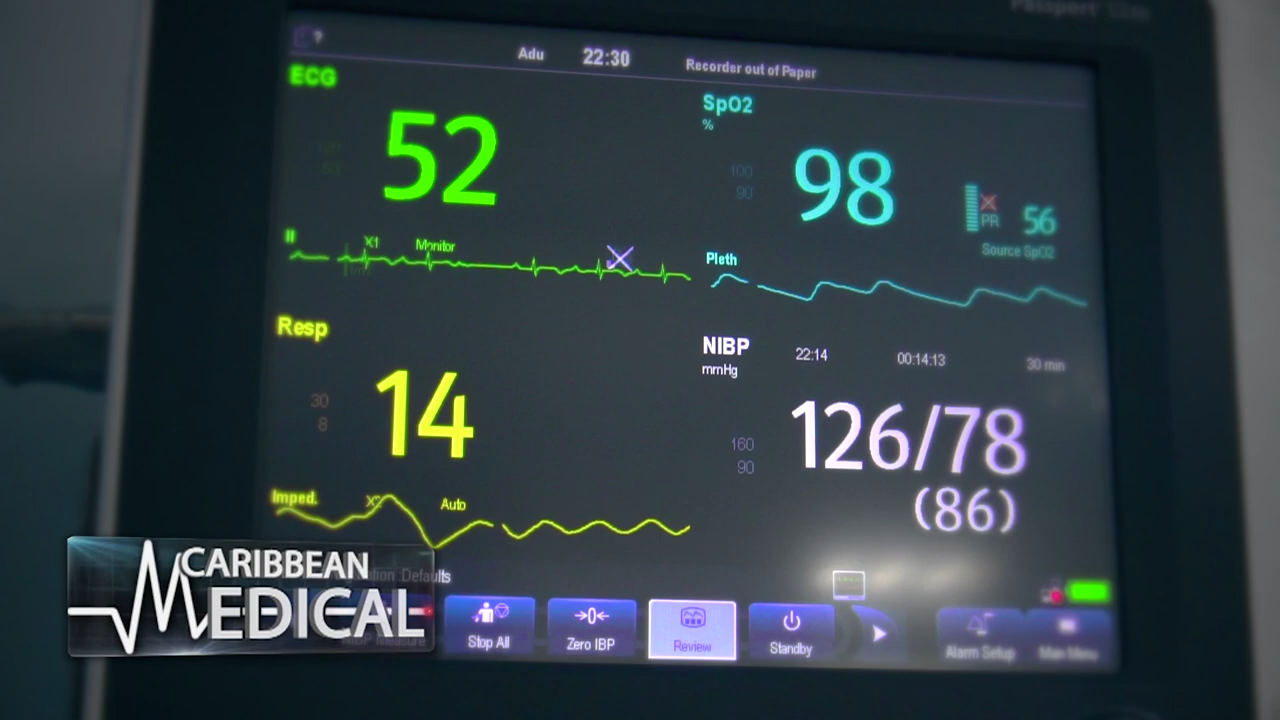 Adu 22:30 Recorder out of Paper
ECG
52
SpO2
%
100
90
98
PR 56
Source SpO2
II X1 Monitor
Pleth
Resp
30
8
14
NIBP 22:14 00:14:13 30 min
mmHg
160
90
126/78
(86)
Imped. Auto
Defaults
CARIBBEAN
MEDICAL
Stop All
Zero IBP
Review
Standby
Alarm Setup
Main Menu